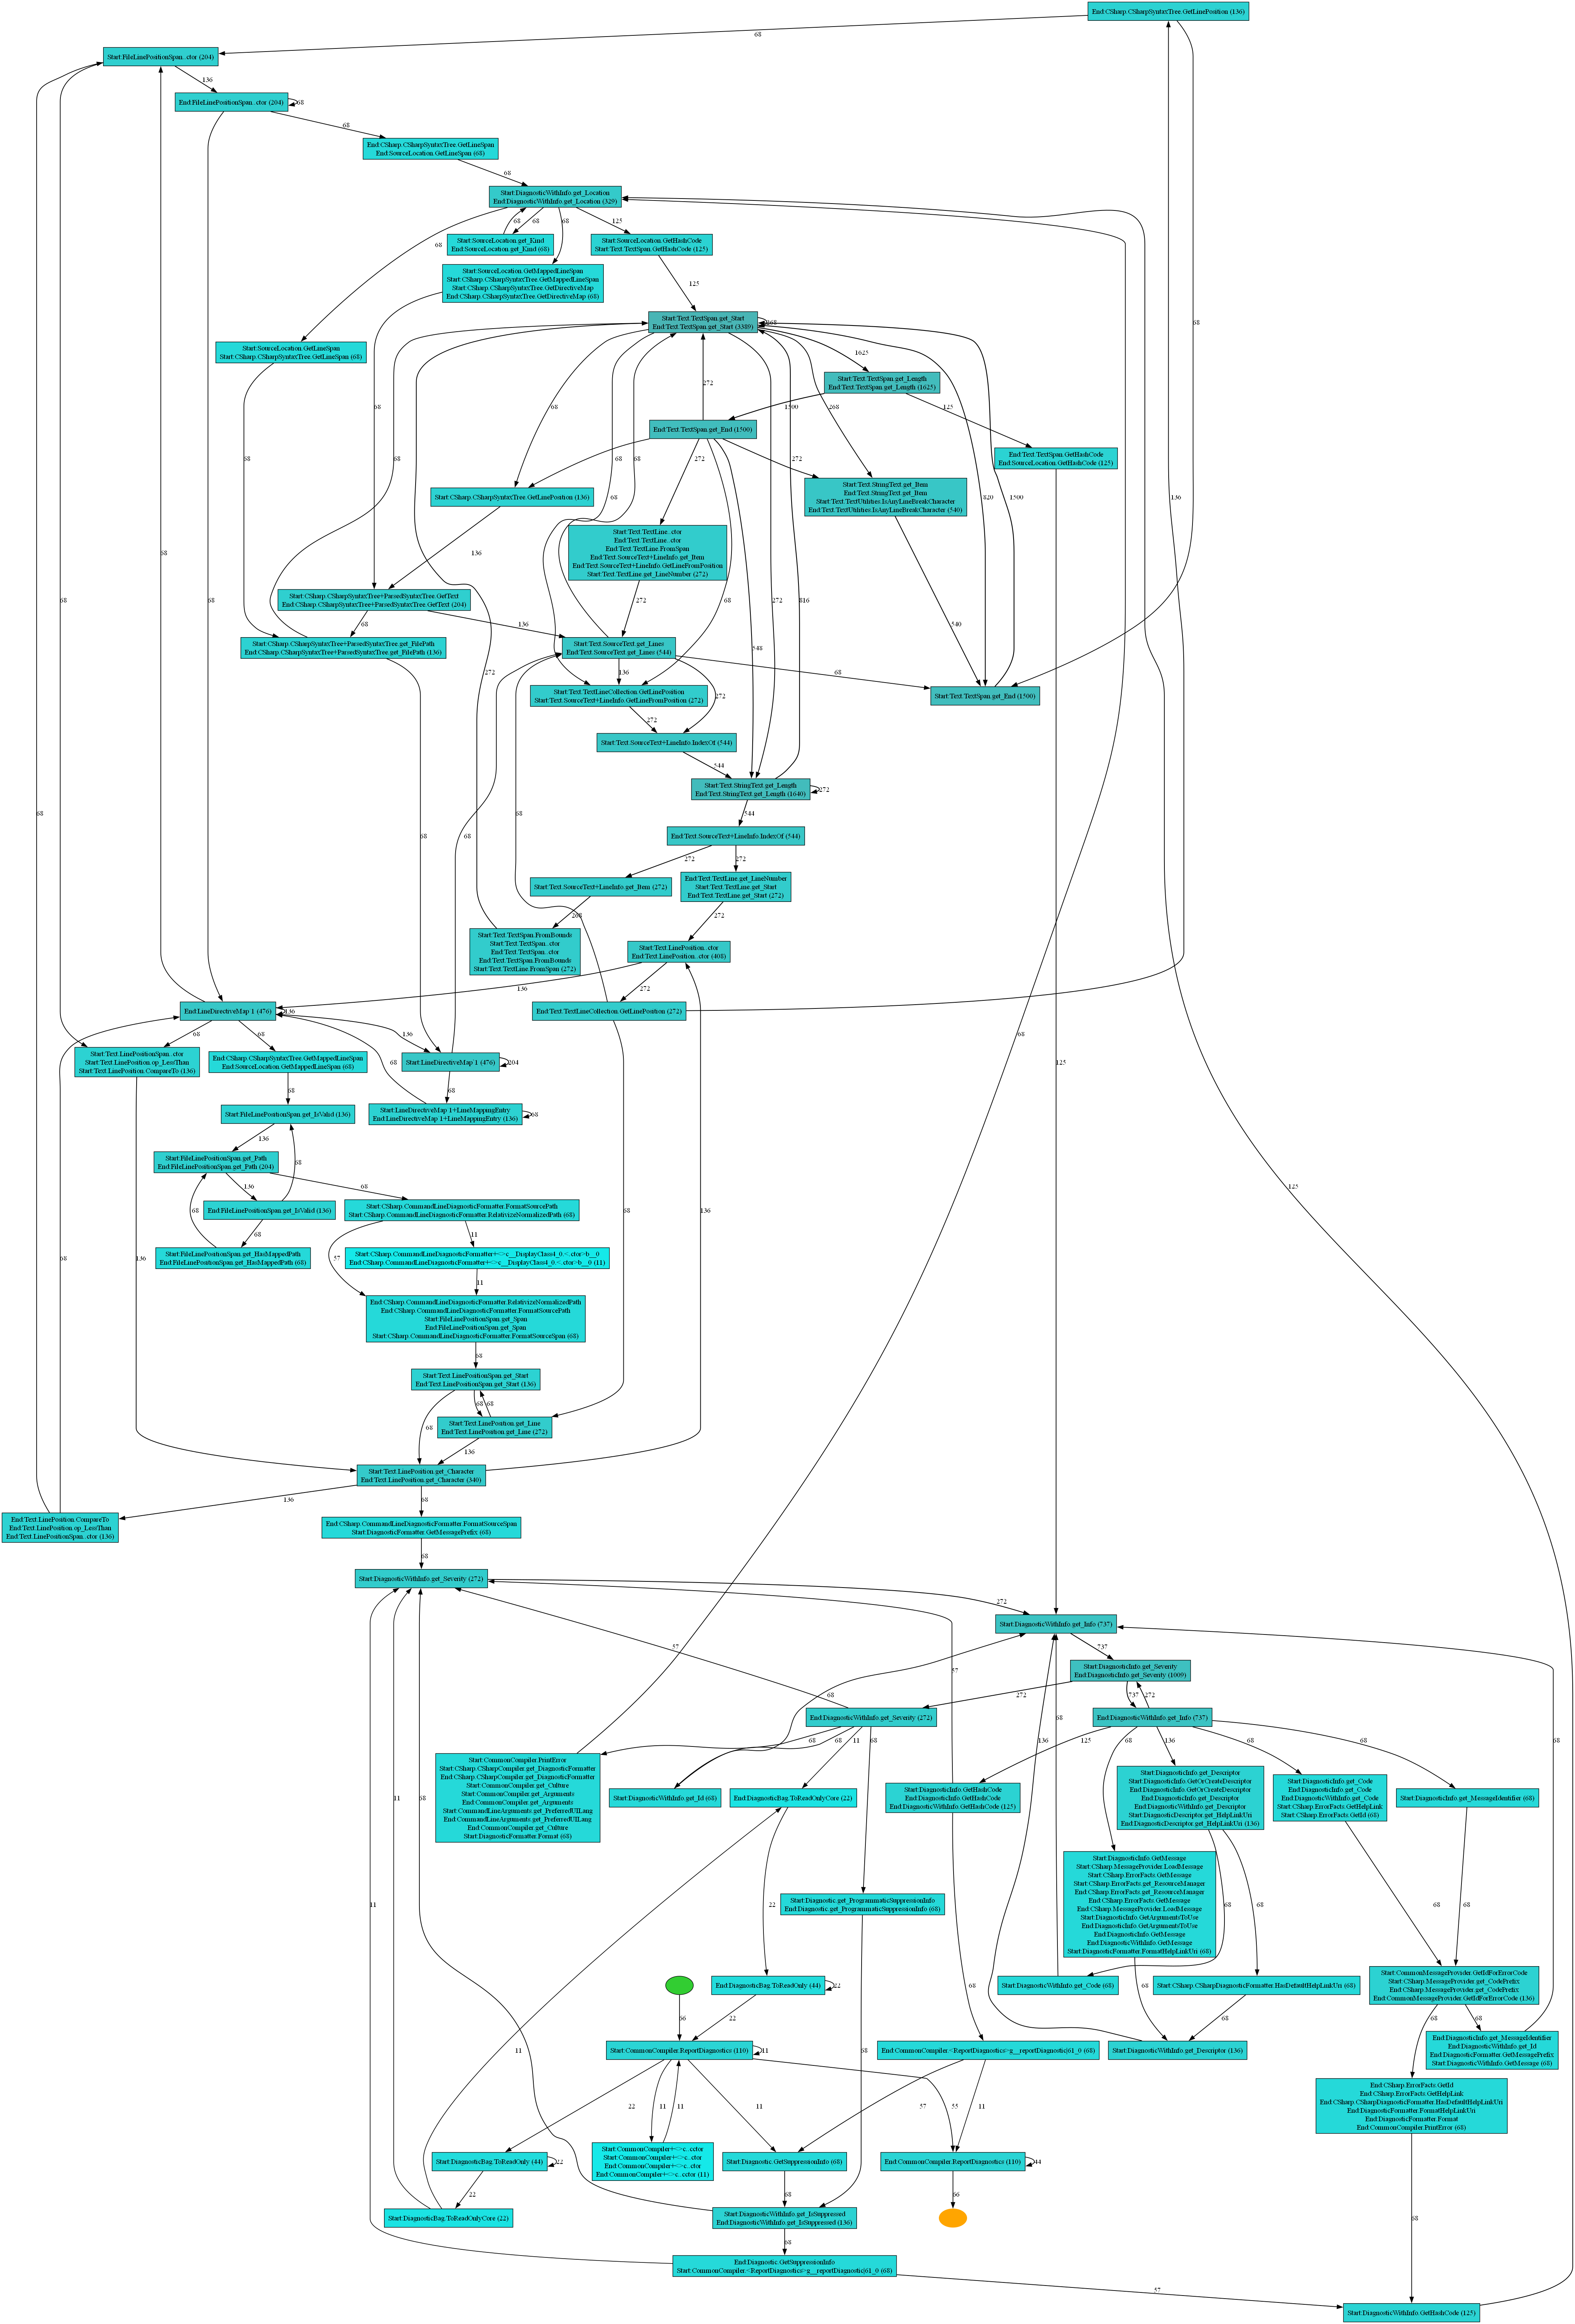 End:CSharp.CSharpSyntaxTree.GetLinePosition (136)
68
Start:FileLinePositionSpan..ctor (204)
136
End:FileLinePositionSpan..ctor (204)
68
68
End:CSharp.CSharpSyntaxTree.GetLineSpan
End:SourceLocation.GetLineSpan (68)
68
Start:DiagnosticWithInfo.get_Location
End:DiagnosticWithInfo.get_Location (329)
68
68
68
68
125
Start:SourceLocation.get_Kind
End:SourceLocation.get_Kind (68)
Start:SourceLocation.GetHashCode
Start:Text.TextSpan.GetHashCode (125)
Start:SourceLocation.GetMappedLineSpan
Start:CSharp.CSharpSyntaxTree.GetMappedLineSpan
Start:CSharp.CSharpSyntaxTree.GetDirectiveMap
End:CSharp.CSharpSyntaxTree.GetDirectiveMap (68)
125
Start:Text.TextSpan.get_Start
End:Text.TextSpan.get_Start (3389)
68
Start:SourceLocation.GetLineSpan
Start:CSharp.CSharpSyntaxTree.GetLineSpan (68)
272
1625
Start:Text.TextSpan.get_Length
End:Text.TextSpan.get_Length (1625)
68
68
268
1500
125
End:Text.TextSpan.get_End (1500)
End:Text.TextSpan.GetHashCode
End:SourceLocation.GetHashCode (125)
68
68
68
68
272
272
Start:CSharp.CSharpSyntaxTree.GetLinePosition (136)
68
Start:Text.StringText.get_Item
End:Text.StringText.get_Item
Start:Text.TextUtilities.IsAnyLineBreakCharacter
End:Text.TextUtilities.IsAnyLineBreakCharacter (540)
820
1500
136
136
Start:Text.TextLine..ctor
End:Text.TextLine..ctor
End:Text.TextLine.FromSpan
End:Text.SourceText+LineInfo.get_Item
End:Text.SourceText+LineInfo.GetLineFromPosition
Start:Text.TextLine.get_LineNumber (272)
68
68
68
68
272
272
816
Start:CSharp.CSharpSyntaxTree+ParsedSyntaxTree.GetText
End:CSharp.CSharpSyntaxTree+ParsedSyntaxTree.GetText (204)
540
68
136
Start:CSharp.CSharpSyntaxTree+ParsedSyntaxTree.get_FilePath
End:CSharp.CSharpSyntaxTree+ParsedSyntaxTree.get_FilePath (136)
Start:Text.SourceText.get_Lines
End:Text.SourceText.get_Lines (544)
548
272
136
272
68
Start:Text.TextLineCollection.GetLinePosition
Start:Text.SourceText+LineInfo.GetLineFromPosition (272)
Start:Text.TextSpan.get_End (1500)
272
Start:Text.SourceText+LineInfo.IndexOf (544)
544
Start:Text.StringText.get_Length
End:Text.StringText.get_Length (1640)
272
68
68
68
68
544
End:Text.SourceText+LineInfo.IndexOf (544)
272
272
Start:Text.SourceText+LineInfo.get_Item (272)
End:Text.TextLine.get_LineNumber
Start:Text.TextLine.get_Start
End:Text.TextLine.get_Start (272)
272
Start:Text.TextSpan.FromBounds
Start:Text.TextSpan..ctor
End:Text.TextSpan..ctor
End:Text.TextSpan.FromBounds
Start:Text.TextLine.FromSpan (272)
Start:Text.LinePosition..ctor
End:Text.LinePosition..ctor (408)
136
272
End:LineDirectiveMap`1 (476)
136
End:Text.TextLineCollection.GetLinePosition (272)
68
68
136
68
125
Start:Text.LinePositionSpan..ctor
Start:Text.LinePosition.op_LessThan
Start:Text.LinePosition.CompareTo (136)
End:CSharp.CSharpSyntaxTree.GetMappedLineSpan
End:SourceLocation.GetMappedLineSpan (68)
Start:LineDirectiveMap`1 (476)
204
68
68
68
Start:LineDirectiveMap`1+LineMappingEntry
End:LineDirectiveMap`1+LineMappingEntry (136)
68
Start:FileLinePositionSpan.get_IsValid (136)
136
68
Start:FileLinePositionSpan.get_Path
End:FileLinePositionSpan.get_Path (204)
136
68
125
68
End:FileLinePositionSpan.get_IsValid (136)
Start:CSharp.CommandLineDiagnosticFormatter.FormatSourcePath
Start:CSharp.CommandLineDiagnosticFormatter.RelativizeNormalizedPath (68)
68
136
68
68
Start:FileLinePositionSpan.get_HasMappedPath
End:FileLinePositionSpan.get_HasMappedPath (68)
136
57
11
Start:CSharp.CommandLineDiagnosticFormatter+<>c__DisplayClass4_0.<.ctor>b__0
End:CSharp.CommandLineDiagnosticFormatter+<>c__DisplayClass4_0.<.ctor>b__0 (11)
11
End:CSharp.CommandLineDiagnosticFormatter.RelativizeNormalizedPath
End:CSharp.CommandLineDiagnosticFormatter.FormatSourcePath
Start:FileLinePositionSpan.get_Span
End:FileLinePositionSpan.get_Span
Start:CSharp.CommandLineDiagnosticFormatter.FormatSourceSpan (68)
68
Start:Text.LinePositionSpan.get_Start
End:Text.LinePositionSpan.get_Start (136)
68
68
68
Start:Text.LinePosition.get_Line
End:Text.LinePosition.get_Line (272)
136
Start:Text.LinePosition.get_Character
End:Text.LinePosition.get_Character (340)
136
68
End:Text.LinePosition.CompareTo
End:Text.LinePosition.op_LessThan
End:Text.LinePositionSpan..ctor (136)
End:CSharp.CommandLineDiagnosticFormatter.FormatSourceSpan
Start:DiagnosticFormatter.GetMessagePrefix (68)
68
Start:DiagnosticWithInfo.get_Severity (272)
272
Start:DiagnosticWithInfo.get_Info (737)
57
57
737
68
Start:DiagnosticInfo.get_Severity
End:DiagnosticInfo.get_Severity (1009)
272
737
272
68
End:DiagnosticWithInfo.get_Severity (272)
End:DiagnosticWithInfo.get_Info (737)
68
68
11
68
125
68
136
68
68
136
68
Start:CommonCompiler.PrintError
Start:CSharp.CSharpCompiler.get_DiagnosticFormatter
End:CSharp.CSharpCompiler.get_DiagnosticFormatter
Start:CommonCompiler.get_Culture
Start:CommonCompiler.get_Arguments
End:CommonCompiler.get_Arguments
Start:CommandLineArguments.get_PreferredUILang
End:CommandLineArguments.get_PreferredUILang
End:CommonCompiler.get_Culture
Start:DiagnosticFormatter.Format (68)
Start:DiagnosticWithInfo.get_Id (68)
End:DiagnosticBag.ToReadOnlyCore (22)
Start:DiagnosticInfo.GetHashCode
End:DiagnosticInfo.GetHashCode
End:DiagnosticWithInfo.GetHashCode (125)
Start:DiagnosticInfo.get_Descriptor
Start:DiagnosticInfo.GetOrCreateDescriptor
End:DiagnosticInfo.GetOrCreateDescriptor
End:DiagnosticInfo.get_Descriptor
End:DiagnosticWithInfo.get_Descriptor
Start:DiagnosticDescriptor.get_HelpLinkUri
End:DiagnosticDescriptor.get_HelpLinkUri (136)
Start:DiagnosticInfo.get_Code
End:DiagnosticInfo.get_Code
End:DiagnosticWithInfo.get_Code
Start:CSharp.ErrorFacts.GetHelpLink
Start:CSharp.ErrorFacts.GetId (68)
Start:DiagnosticInfo.get_MessageIdentifier (68)
11
68
Start:DiagnosticInfo.GetMessage
Start:CSharp.MessageProvider.LoadMessage
Start:CSharp.ErrorFacts.GetMessage
Start:CSharp.ErrorFacts.get_ResourceManager
End:CSharp.ErrorFacts.get_ResourceManager
End:CSharp.ErrorFacts.GetMessage
End:CSharp.MessageProvider.LoadMessage
Start:DiagnosticInfo.GetArgumentsToUse
End:DiagnosticInfo.GetArgumentsToUse
End:DiagnosticInfo.GetMessage
End:DiagnosticWithInfo.GetMessage
Start:DiagnosticFormatter.FormatHelpLinkUri (68)
Start:Diagnostic.get_ProgrammaticSuppressionInfo
End:Diagnostic.get_ProgrammaticSuppressionInfo (68)
11
22
68
68
68
68
End:DiagnosticBag.ToReadOnly (44)
22
68
68
Start:DiagnosticWithInfo.get_Code (68)
Start:CSharp.CSharpDiagnosticFormatter.HasDefaultHelpLinkUri (68)
Start:CommonMessageProvider.GetIdForErrorCode
Start:CSharp.MessageProvider.get_CodePrefix
End:CSharp.MessageProvider.get_CodePrefix
End:CommonMessageProvider.GetIdForErrorCode (136)
66
22
68
68
68
68
Start:CommonCompiler.ReportDiagnostics (110)
11
End:CommonCompiler.<ReportDiagnostics>g__reportDiagnostic|61_0 (68)
Start:DiagnosticWithInfo.get_Descriptor (136)
End:DiagnosticInfo.get_MessageIdentifier
End:DiagnosticWithInfo.get_Id
End:DiagnosticFormatter.GetMessagePrefix
Start:DiagnosticWithInfo.GetMessage (68)
11
22
11
11
11
55
57
11
End:CSharp.ErrorFacts.GetId
End:CSharp.ErrorFacts.GetHelpLink
End:CSharp.CSharpDiagnosticFormatter.HasDefaultHelpLinkUri
End:DiagnosticFormatter.FormatHelpLinkUri
End:DiagnosticFormatter.Format
End:CommonCompiler.PrintError (68)
Start:DiagnosticBag.ToReadOnly (44)
22
Start:CommonCompiler+<>c..cctor
Start:CommonCompiler+<>c..ctor
End:CommonCompiler+<>c..ctor
End:CommonCompiler+<>c..cctor (11)
Start:Diagnostic.GetSuppressionInfo (68)
End:CommonCompiler.ReportDiagnostics (110)
44
22
68
66
Start:DiagnosticBag.ToReadOnlyCore (22)
Start:DiagnosticWithInfo.get_IsSuppressed
End:DiagnosticWithInfo.get_IsSuppressed (136)
68
68
End:Diagnostic.GetSuppressionInfo
Start:CommonCompiler.<ReportDiagnostics>g__reportDiagnostic|61_0 (68)
57
Start:DiagnosticWithInfo.GetHashCode (125)